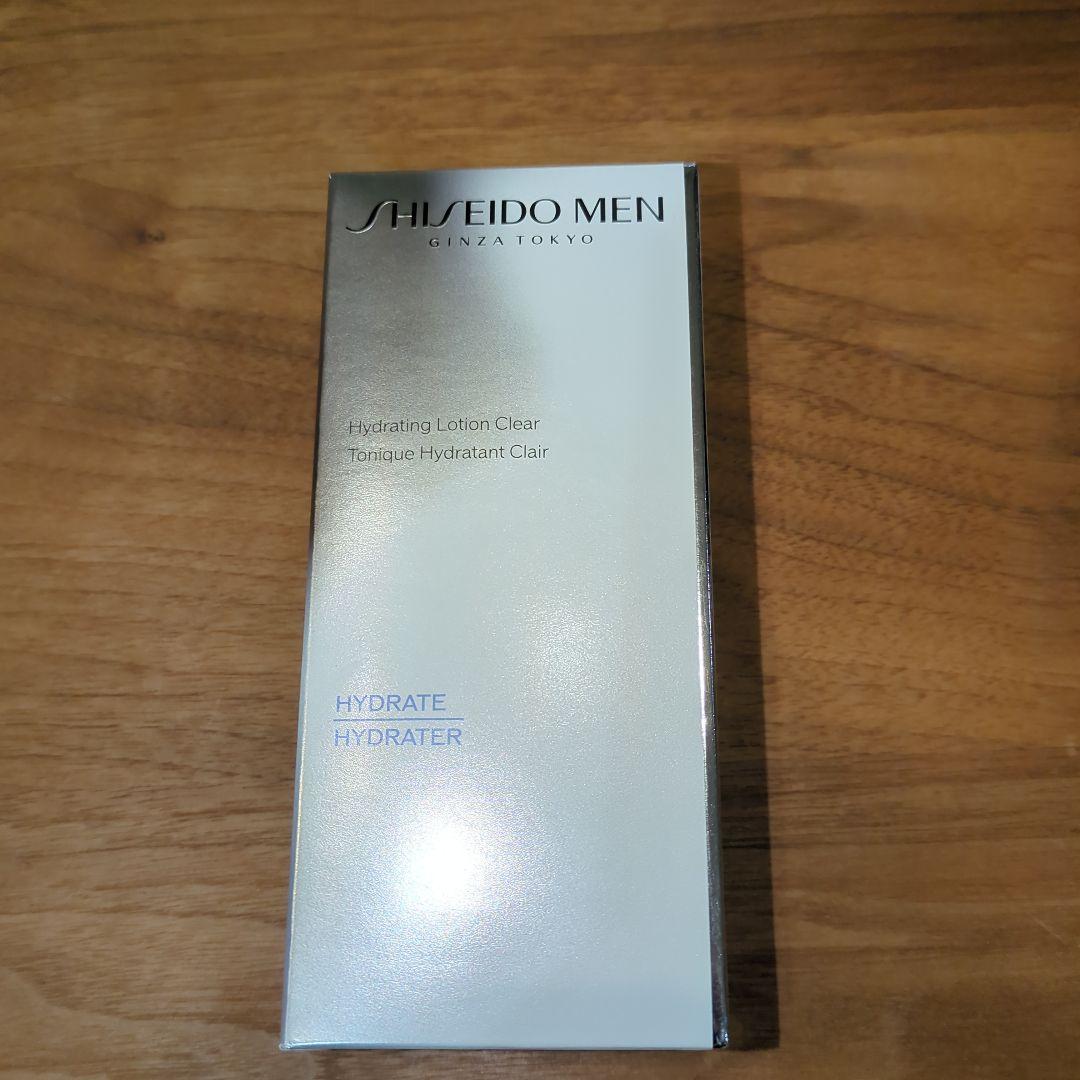 SHISEIDO MEN
GINZA TOKYO
Hydrating Lotion Clear
Tonique Hydratant Clair
HYDRATE
HYDRATER